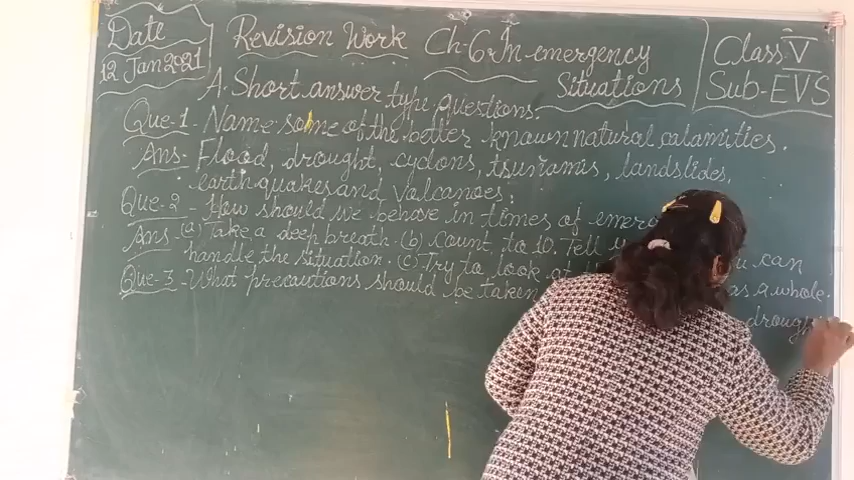 Date
12 Jan 2021
Revision Work Ch-6 In emergency
Situations
Class V
Sub-EVS
A. Short answer type questions.
Que-1- Name some of the better known natural calamities.
Ans- Flood, drought, cyclons, tsunamis, landslides,
earthquakes and Valcanoes.
Que-2 - How should we behave in times of
Ans (a) Take a deep breath. (b) Count to 10. Tell can
handle the situation. (c) Try to look at as a whole.
Que-3 - What precautions should be taken drough